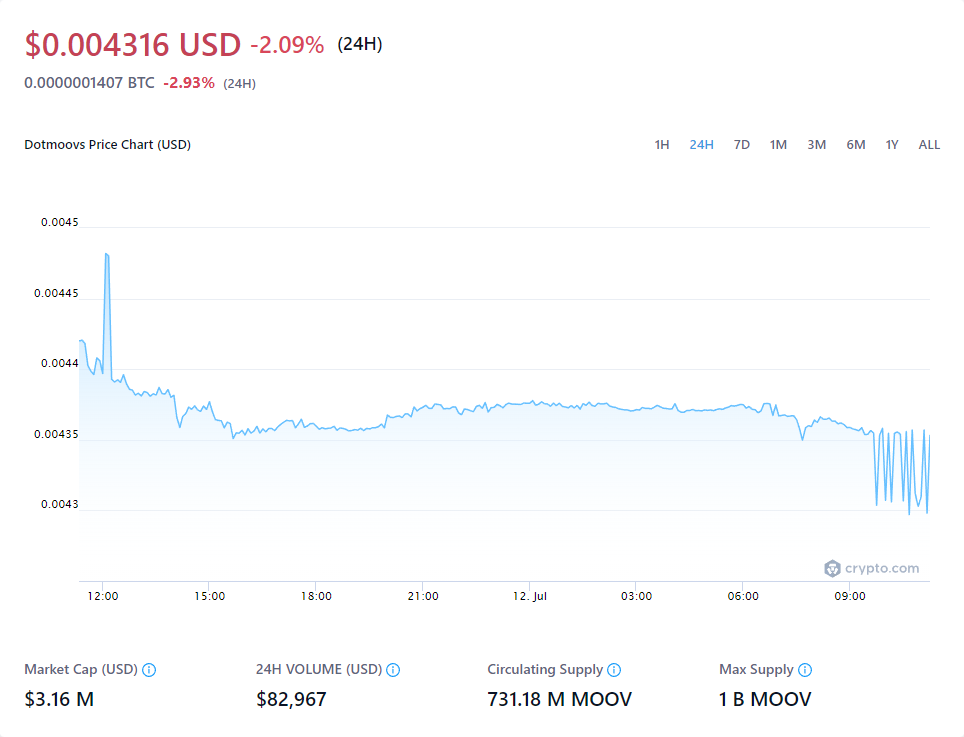 $0.004316 USD -2.09% (24H)
0.0000001407 BTC -2.93% (24H)
Dotmoovs Price Chart (USD) 1H 24H 7D 1M 3M 6M 1Y ALL
0.0045
0.00445
0.0044
0.00435
0.0043
crypto.com
12:00 15:00 18:00 21:00 12. Jul 03:00 06:00 09:00
Market Cap (USD) 24H VOLUME (USD) Circulating Supply Max Supply
$3.16 M $82,967 731.18 M MOOV 1 B MOOV